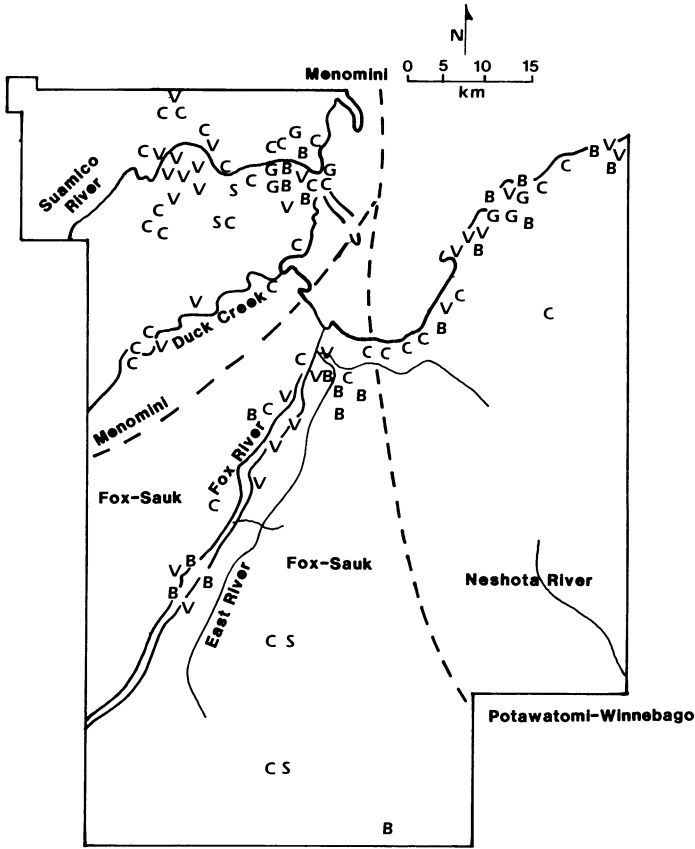 N
Menomini
0 5 10 15
km
V
C C
C
V
C V V V
V V V V
C
S C
V
C
C C
S C
C C G
B
C
G B V G
G B C C
B
V
C
C
V
Suamico
River
Duck Creek
C
C V
C
Menomini
B V V
C B
V
B C
B V G
G G B
V V
V B
C
V C
B
C C C C
C
C V
V B C
B B
B
V
B C
V
V
Fox River
V
C
Fox-Sauk
Fox-Sauk
Neshota River
B
V
B
B
V
East River
C S
Potawatomi-Winnebago
C S
B